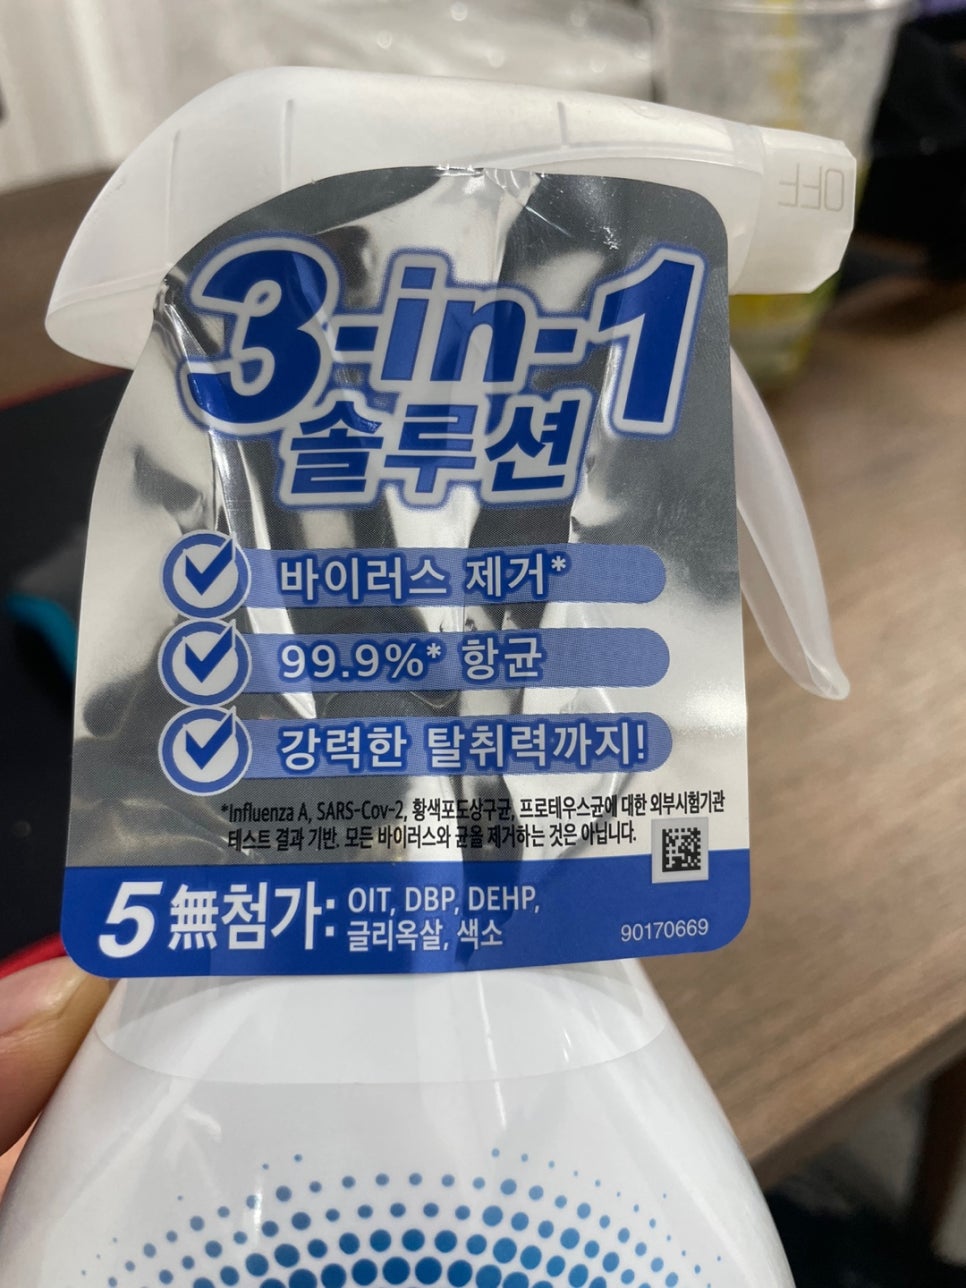 OFF
3-in-1
솔루션
바이러스 제거*
99.9%* 항균
강력한 탈취력까지!
*Influenza A, SARS-Cov-2, 황색포도상구균, 프로테우스균에 대한 외부시험기관
테스트 결과 기반. 모든 바이러스와 균을 제거하는 것은 아닙니다.
5無첨가: OIT, DBP, DEHP,
글리옥살, 색소
90170669